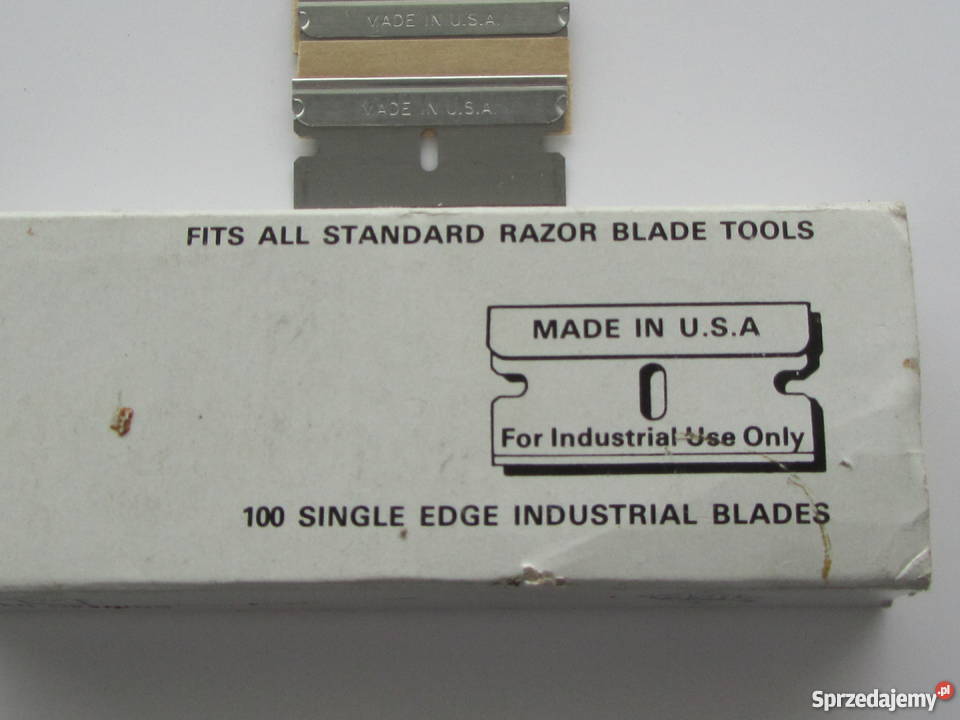 MADE IN U.S.A.
MADE IN U.S.A.
FITS ALL STANDARD RAZOR BLADE TOOLS
MADE IN U.S.A
For Industrial Use Only
100 SINGLE EDGE INDUSTRIAL BLADES
Sprzedajemy.pl